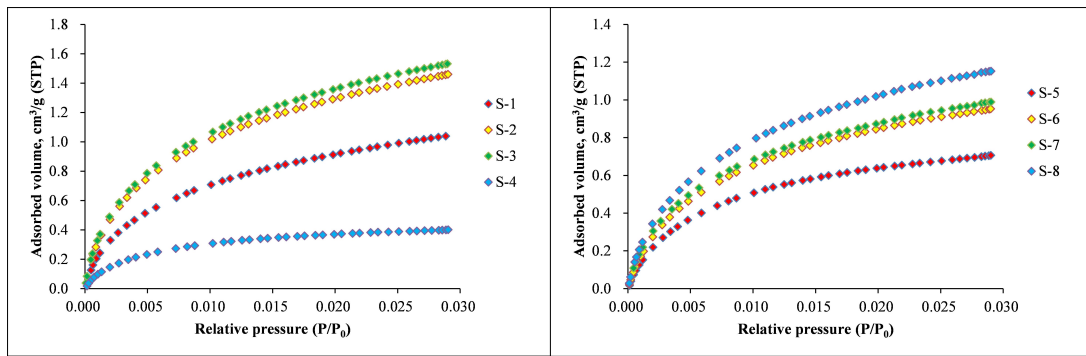 1.8
1.6
1.4
1.2
1.0
0.8
0.6
0.4
0.2
0.0
Adsorbed volume, cm³/g (STP)
0.000 0.005 0.010 0.015 0.020 0.025 0.030
Relative pressure (P/P₀)
S-1
S-2
S-3
S-4
1.4
1.2
1.0
0.8
0.6
0.4
0.2
0.0
Adsorbed volume, cm³/g (STP)
0.000 0.005 0.010 0.015 0.020 0.025 0.030
Relative pressure (P/P₀)
S-5
S-6
S-7
S-8